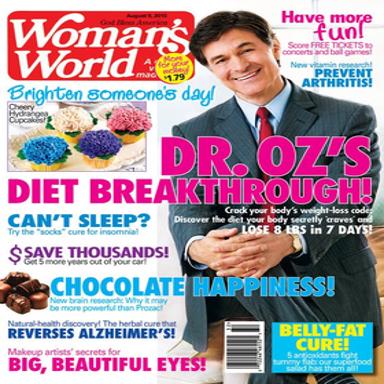 August 9, 2010
God Bless America!
Woman's World
More for your money!
$1.79
Have more fun!
Score FREE TICKETS to concerts and ball games!
New vitamin research!
PREVENT ARTHRITIS!
Brighten someone's day!
Cheery
Hydrangea
Cupcakes!
DR. OZ'S
DIET BREAKTHROUGH!
Crack your body's weight-loss code:
Discover the diet your body secretly craves and
LOSE 8 LBS in 7 DAYS!
CAN'T SLEEP?
Try the "socks" cure for insomnia!
$ SAVE THOUSANDS!
Get 5 more years out of your car!
CHOCOLATE HAPPINESS!
New brain research: Why it may
be more powerful than Prozac!
Natural-health discovery! The herbal cure that
REVERSES ALZHEIMER'S!
Makeup artists' secrets for
BIG, BEAUTIFUL EYES!
BELLY-FAT
CURE!
5 antioxidants fight
tummy flab: our superfood
salad has them all!